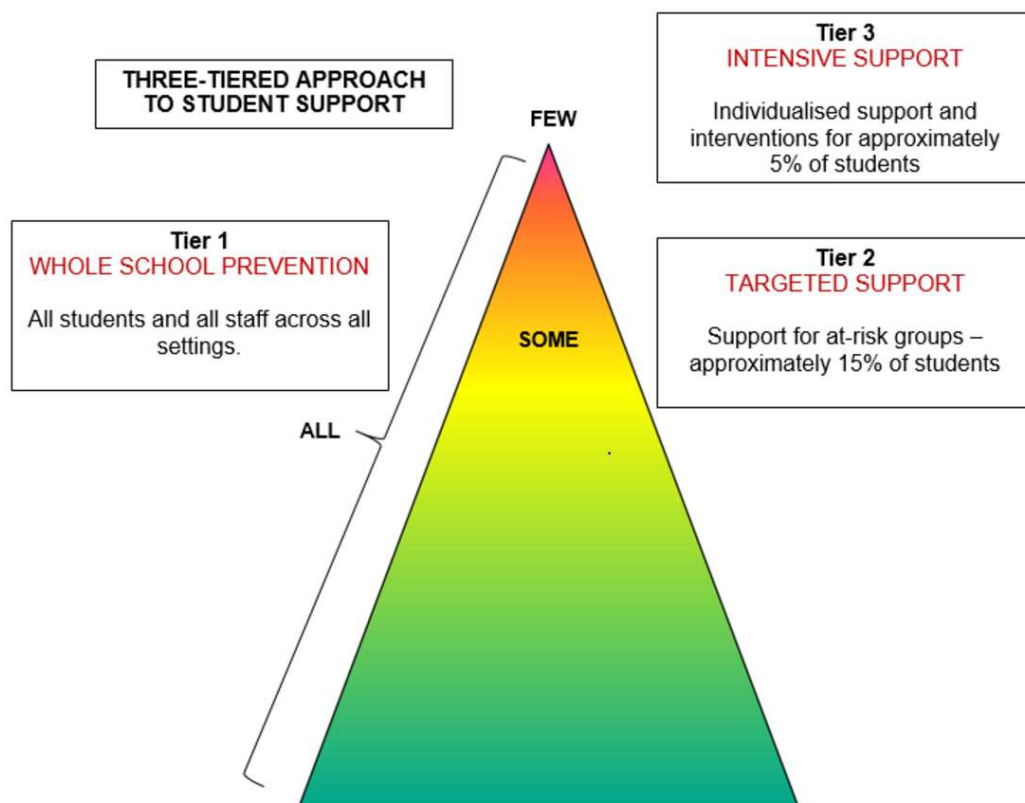 THREE-TIERED APPROACH
TO STUDENT SUPPORT
Tier 3
INTENSIVE SUPPORT
Individualised support and
interventions for approximately
5% of students
FEW
Tier 1
WHOLE SCHOOL PREVENTION
All students and all staff across all
settings.
Tier 2
TARGETED SUPPORT
Support for at-risk groups –
approximately 15% of students
SOME
ALL